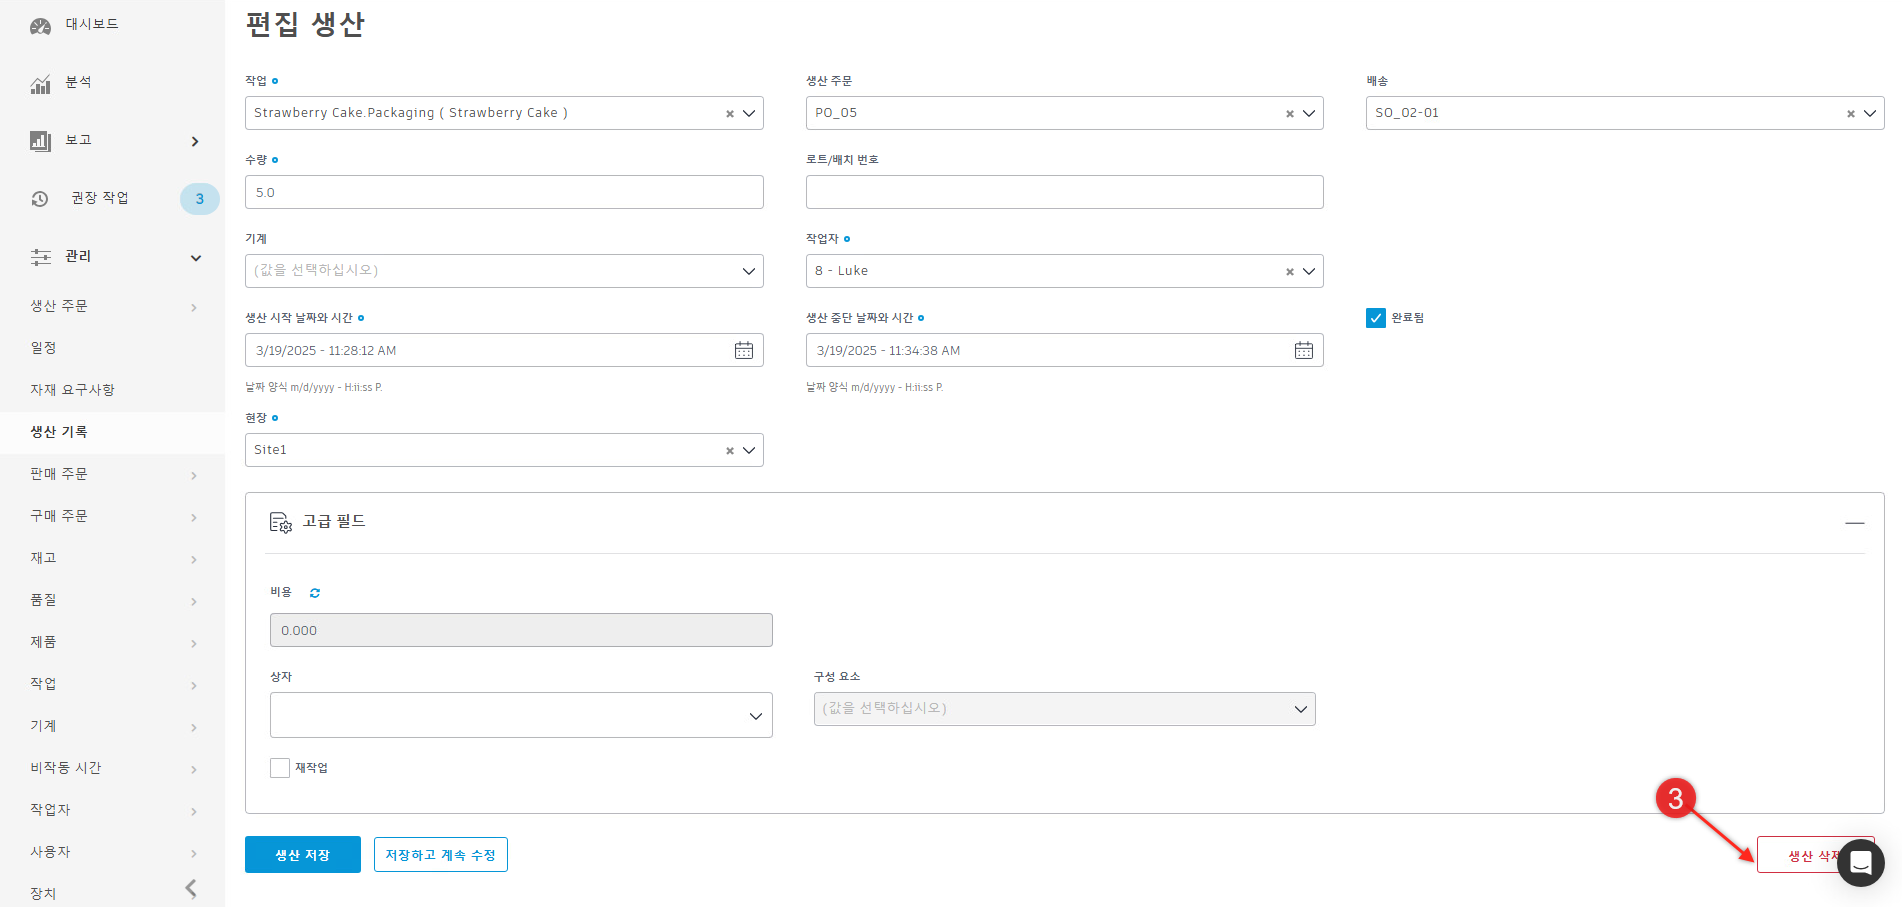 대시보드
분석
보고
권장 작업
3
관리
생산 주문
일정
자재 요구사항
생산 기록
판매 주문
구매 주문
재고
품질
제품
작업
기계
비작동 시간
작업자
사용자
장치
편집 생산
작업
Strawberry Cake.Packaging ( Strawberry Cake )
생산 주문
PO_05
배송
SO_02-01
수량
5.0
로트/배치 번호
기계
(값을 선택하십시오)
작업자
8 - Luke
생산 시작 날짜와 시간
3/19/2025 - 11:28:12 AM
날짜 양식 m/d/yyyy - H:ii:ss P.
생산 중단 날짜와 시간
3/19/2025 - 11:34:38 AM
날짜 양식 m/d/yyyy - H:ii:ss P.
완료됨
현장
Site1
고급 필드
비용
0.000
상자
구성 요소
(값을 선택하십시오)
재작업
3
생산 저장
저장하고 계속 수정
생산